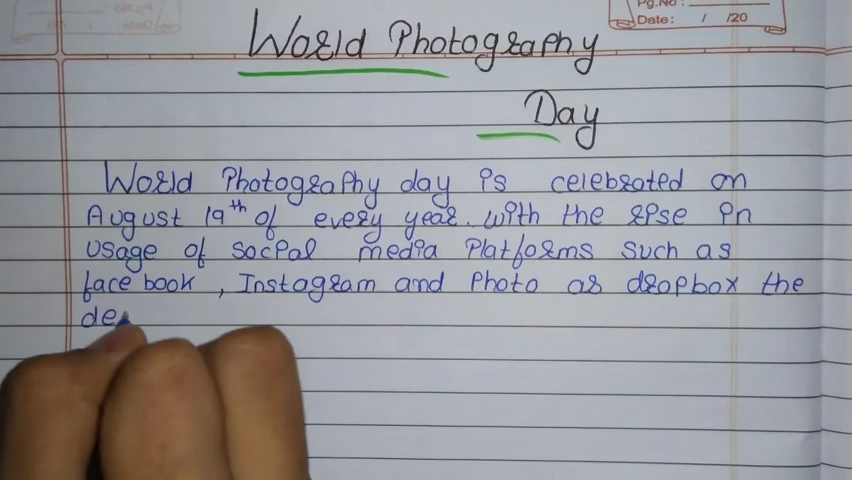 Pg.No :
Date: / /20
World Photography
Day
World Photography day is celebrated on
August 19th of every year. with the rise in
usage of social media Platforms such as
face book , Instagram and Photo as dropbox the
de